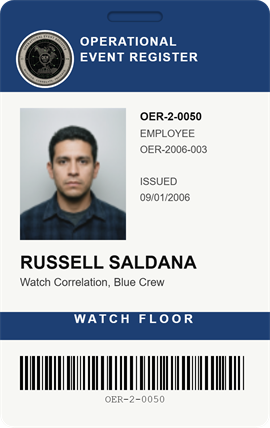 OPERATIONAL
EVENT REGISTER
OER-2-0050
EMPLOYEE
OER-2006-003
ISSUED
09/01/2006
RUSSELL SALDANA
Watch Correlation, Blue Crew
WATCH FLOOR
OER-2-0050